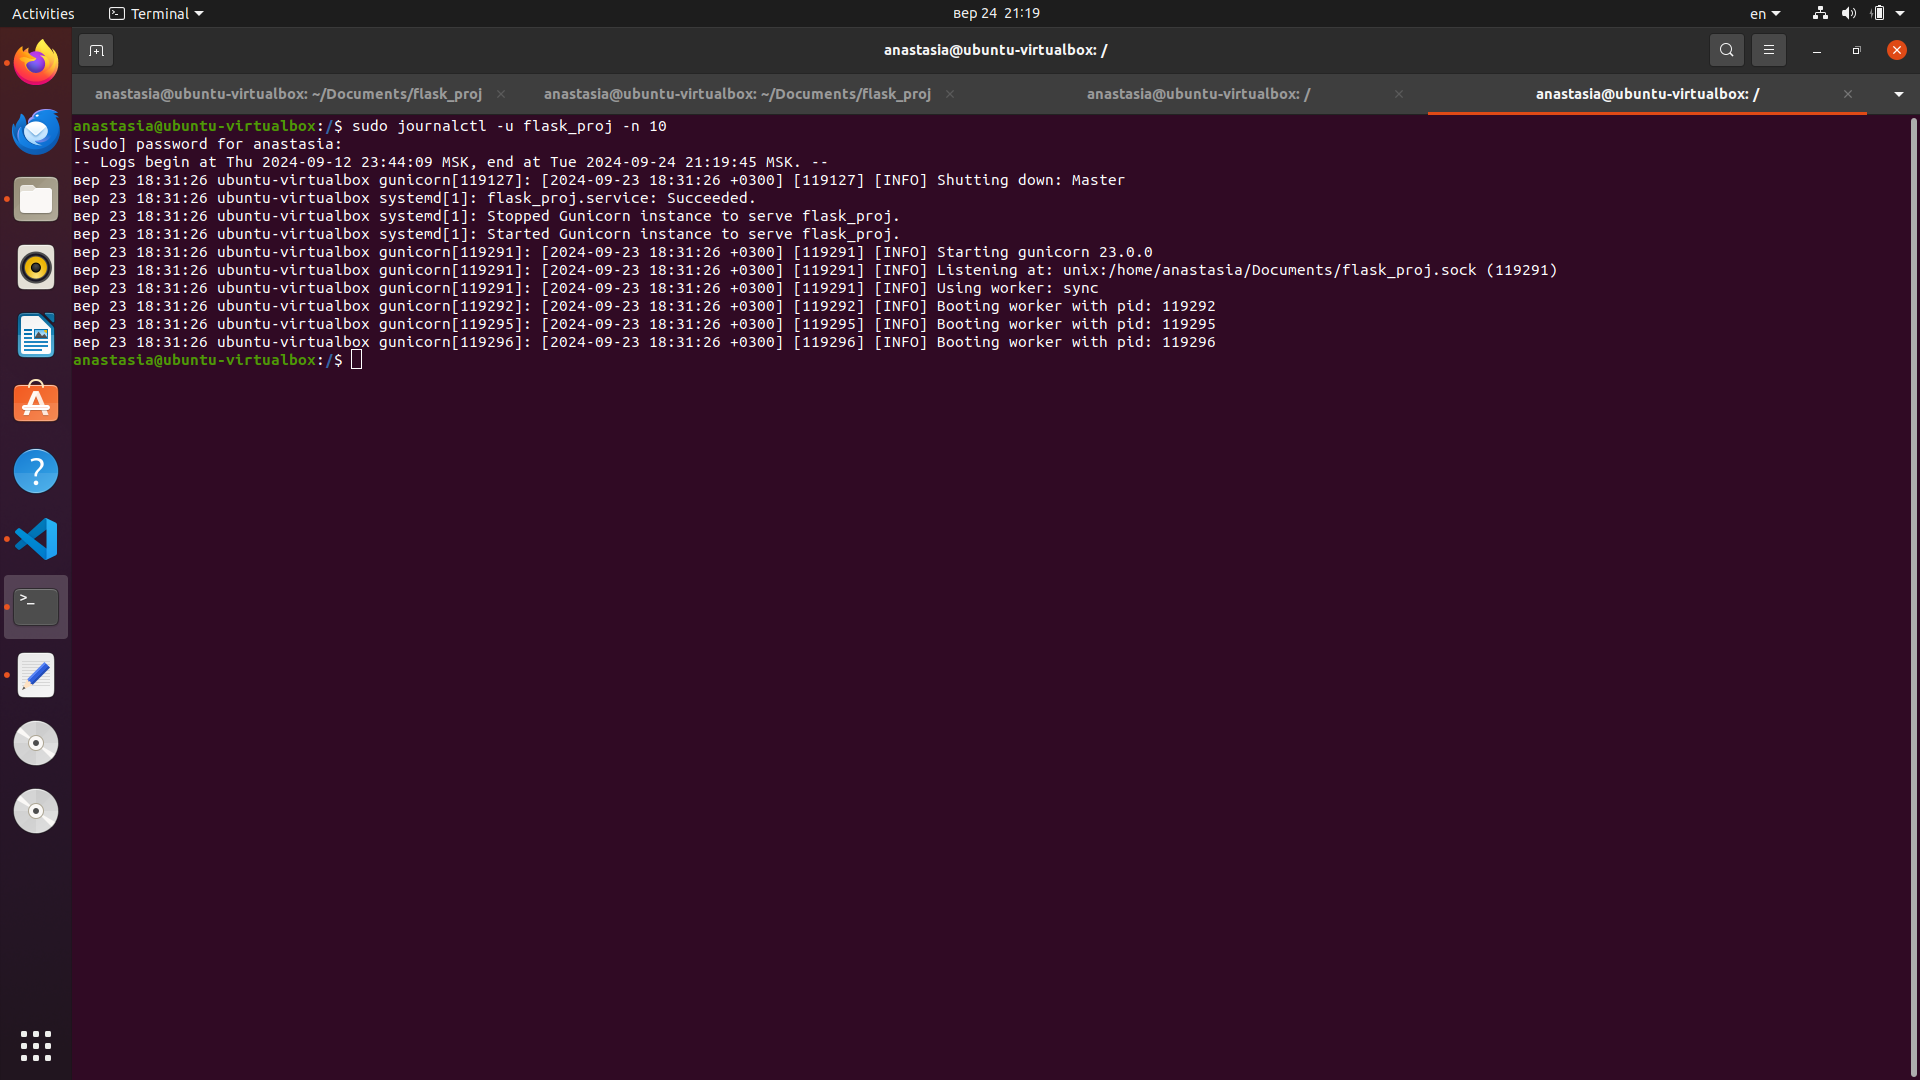 Activities Terminal вер 24 21:19 en
anastasia@ubuntu-virtualbox: /
anastasia@ubuntu-virtualbox: ~/Documents/flask_proj anastasia@ubuntu-virtualbox: ~/Documents/flask_proj anastasia@ubuntu-virtualbox: / anastasia@ubuntu-virtualbox: /
anastasia@ubuntu-virtualbox:/$ sudo journalctl -u flask_proj -n 10
[sudo] password for anastasia:
-- Logs begin at Thu 2024-09-12 23:44:09 MSK, end at Tue 2024-09-24 21:19:45 MSK. --
вер 23 18:31:26 ubuntu-virtualbox gunicorn[119127]: [2024-09-23 18:31:26 +0300] [119127] [INFO] Shutting down: Master
вер 23 18:31:26 ubuntu-virtualbox systemd[1]: flask_proj.service: Succeeded.
вер 23 18:31:26 ubuntu-virtualbox systemd[1]: Stopped Gunicorn instance to serve flask_proj.
вер 23 18:31:26 ubuntu-virtualbox systemd[1]: Started Gunicorn instance to serve flask_proj.
вер 23 18:31:26 ubuntu-virtualbox gunicorn[119291]: [2024-09-23 18:31:26 +0300] [119291] [INFO] Starting gunicorn 23.0.0
вер 23 18:31:26 ubuntu-virtualbox gunicorn[119291]: [2024-09-23 18:31:26 +0300] [119291] [INFO] Listening at: unix:/home/anastasia/Documents/flask_proj.sock (119291)
вер 23 18:31:26 ubuntu-virtualbox gunicorn[119291]: [2024-09-23 18:31:26 +0300] [119291] [INFO] Using worker: sync
вер 23 18:31:26 ubuntu-virtualbox gunicorn[119292]: [2024-09-23 18:31:26 +0300] [119292] [INFO] Booting worker with pid: 119292
вер 23 18:31:26 ubuntu-virtualbox gunicorn[119295]: [2024-09-23 18:31:26 +0300] [119295] [INFO] Booting worker with pid: 119295
вер 23 18:31:26 ubuntu-virtualbox gunicorn[119296]: [2024-09-23 18:31:26 +0300] [119296] [INFO] Booting worker with pid: 119296
anastasia@ubuntu-virtualbox:/$